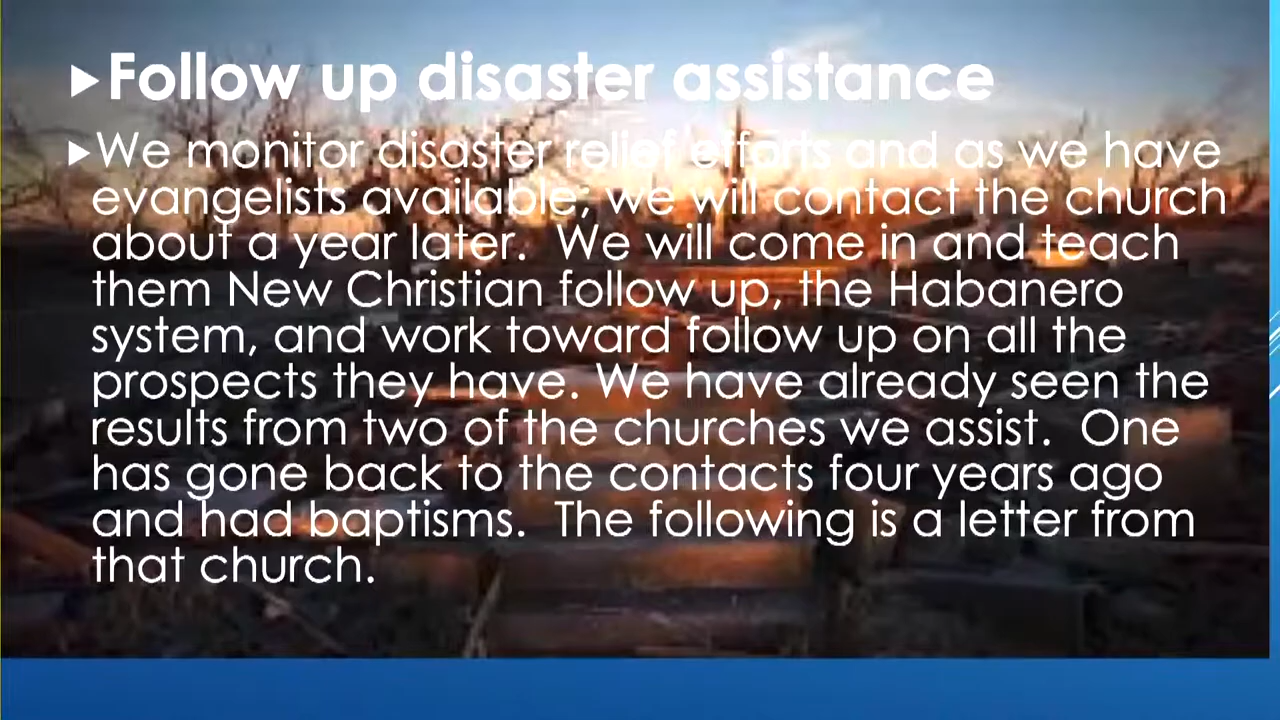 Follow up disaster assistance
We monitor disaster relief efforts and as we have
evangelists available; we will contact the church
about a year later.  We will come in and teach
them New Christian follow up, the Habanero
system, and work toward follow up on all the
prospects they have. We have already seen the
results from two of the churches we assist.  One
has gone back to the contacts four years ago
and had baptisms.  The following is a letter from
that church.